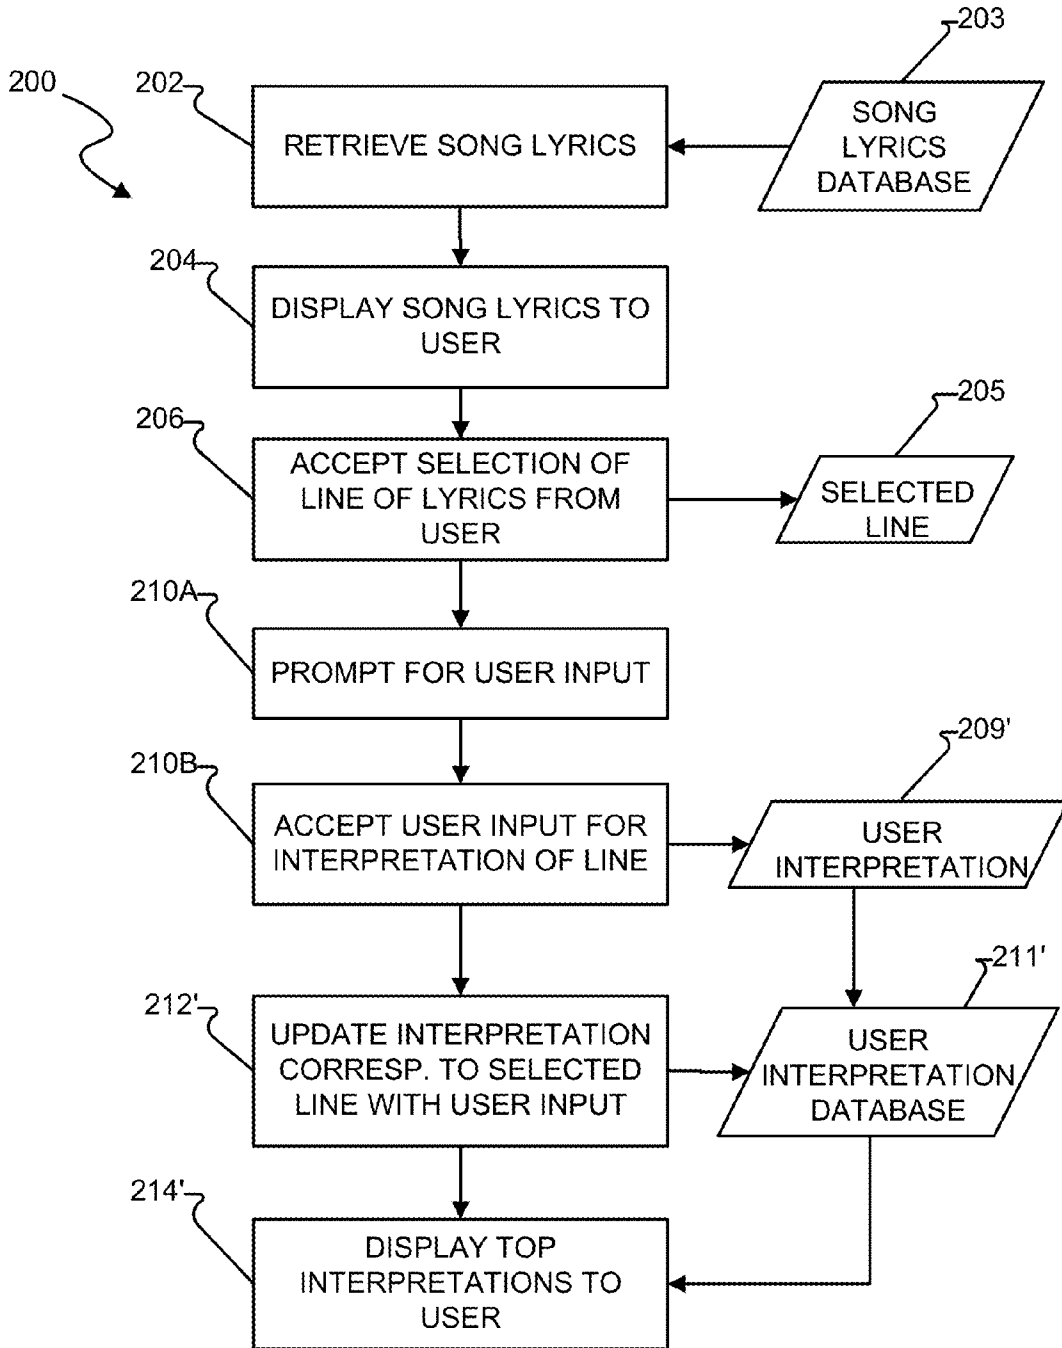 203
200
202
RETRIEVE SONG LYRICS
SONG
LYRICS
DATABASE
204
DISPLAY SONG LYRICS TO
USER
206
ACCEPT SELECTION OF
LINE OF LYRICS FROM
USER
205
SELECTED
LINE
210A
PROMPT FOR USER INPUT
210B
ACCEPT USER INPUT FOR
INTERPRETATION OF LINE
209'
USER
INTERPRETATION
212'
UPDATE INTERPRETATION
CORRESP. TO SELECTED
LINE WITH USER INPUT
211'
USER
INTERPRETATION
DATABASE
214'
DISPLAY TOP
INTERPRETATIONS TO
USER